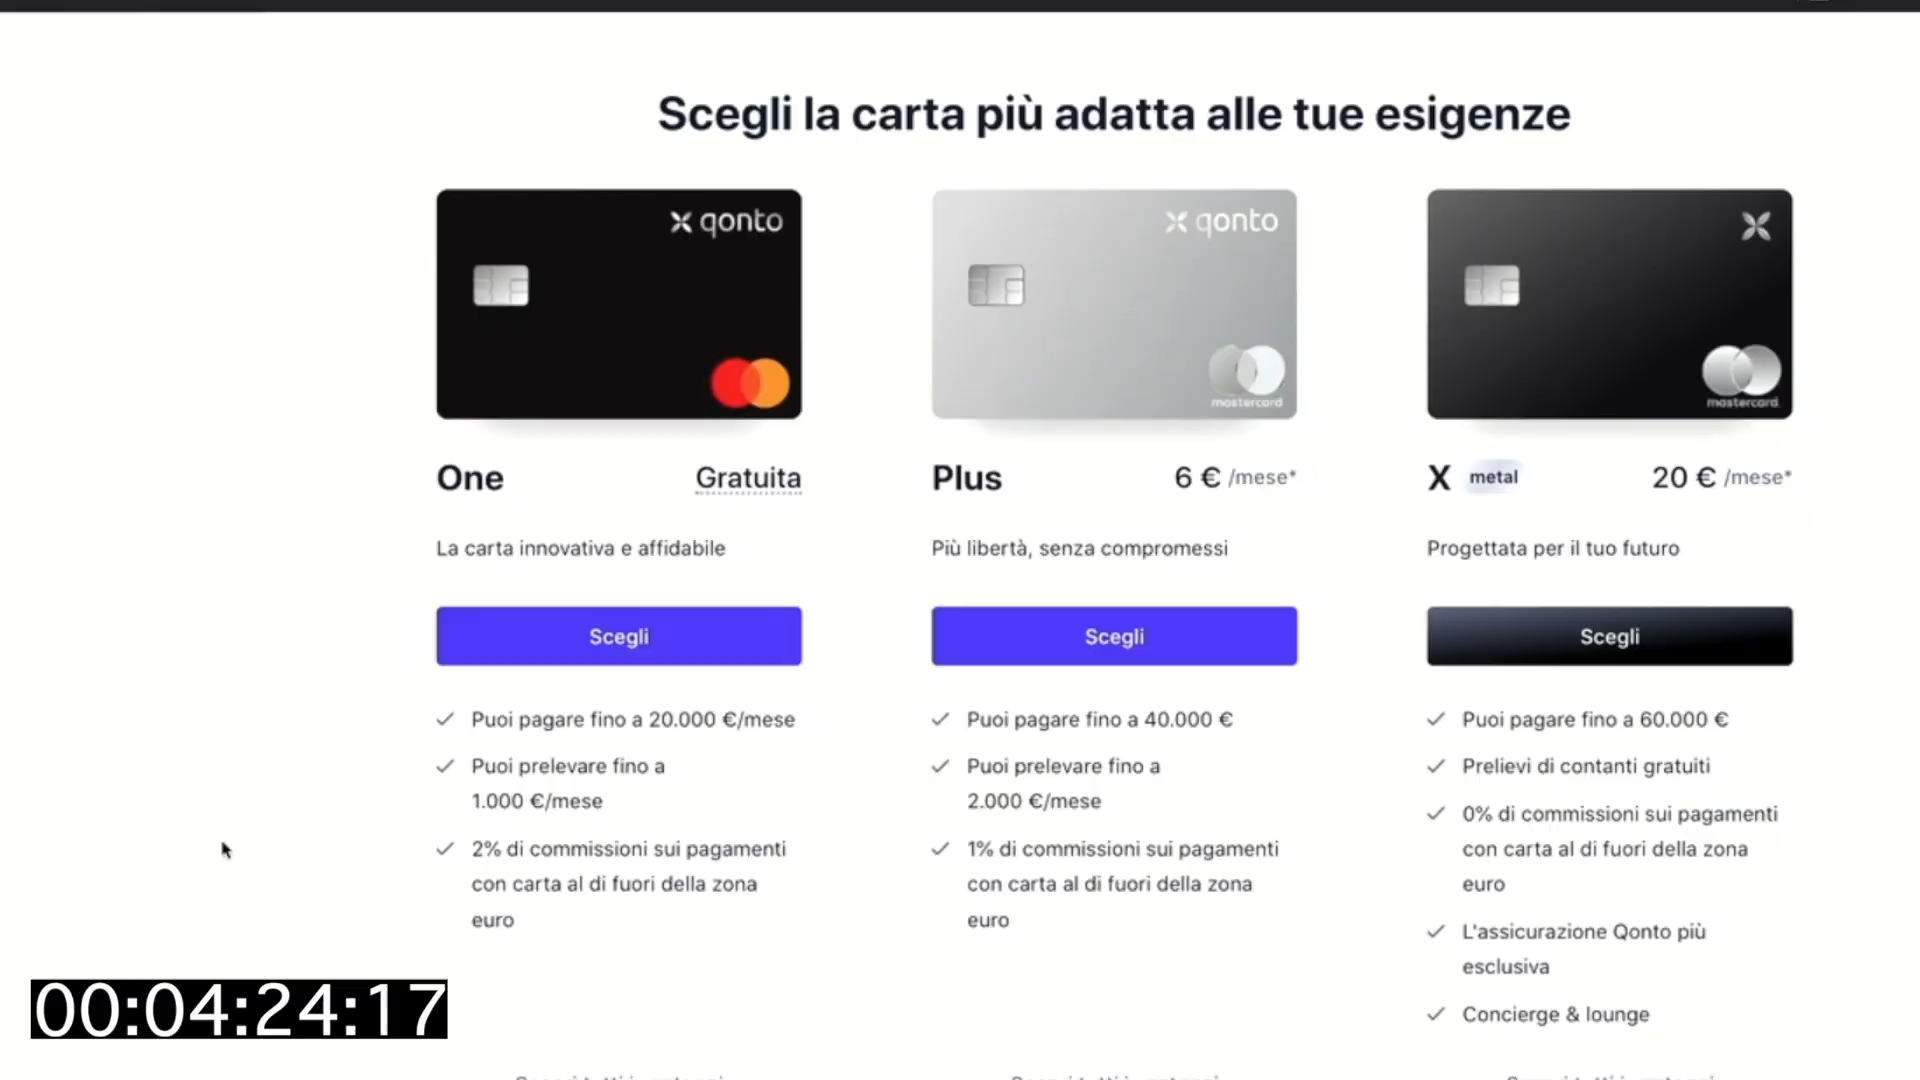 Scegli la carta più adatta alle tue esigenze
qonto
qonto
mastercard
mastercard.
One
Gratuita
Plus
6 € /mese*
X metal
20 € /mese*
La carta innovativa e affidabile
Più libertà, senza compromessi
Progettata per il tuo futuro
Scegli
Scegli
Scegli
Puoi pagare fino a 20.000 €/mese
Puoi prelevare fino a
1.000 €/mese
2% di commissioni sui pagamenti
con carta al di fuori della zona
euro
Puoi pagare fino a 40.000 €
Puoi prelevare fino a
2.000 €/mese
1% di commissioni sui pagamenti
con carta al di fuori della zona
euro
Puoi pagare fino a 60.000 €
Prelievi di contanti gratuiti
0% di commissioni sui pagamenti
con carta al di fuori della zona
euro
L'assicurazione Qonto più
esclusiva
Concierge & lounge
00:04:24:17